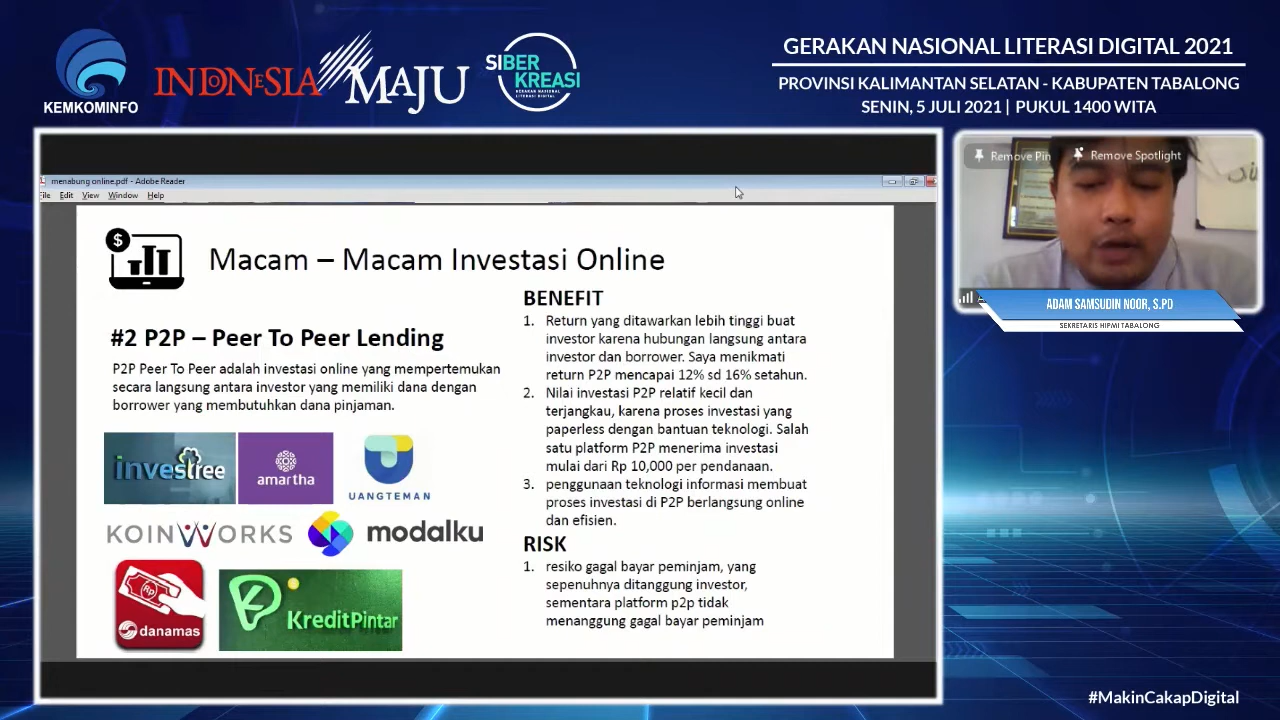 KEMKOMINFO
INDONESIA MAJU
SIBER
KREASI
GERAKAN NASIONAL
LITERASI DIGITAL
GERAKAN NASIONAL LITERASI DIGITAL 2021
PROVINSI KALIMANTAN SELATAN - KABUPATEN TABALONG
SENIN, 5 JULI 2021 | PUKUL 1400 WITA
menabung online.pdf - Adobe Reader
File Edit View Window Help
$
Macam – Macam Investasi Online
#2 P2P – Peer To Peer Lending
P2P Peer To Peer adalah investasi online yang mempertemukan
secara langsung antara investor yang memiliki dana dengan
borrower yang membutuhkan dana pinjaman.
investree
amartha
UANGTEMAN
KOINWORKS
modalku
Rp
danamas
KreditPintar
BENEFIT
1. Return yang ditawarkan lebih tinggi buat
investor karena hubungan langsung antara
investor dan borrower. Saya menikmati
return P2P mencapai 12% sd 16% setahun.
2. Nilai investasi P2P relatif kecil dan
terjangkau, karena proses investasi yang
paperless dengan bantuan teknologi. Salah
satu platform P2P menerima investasi
mulai dari Rp 10,000 per pendanaan.
3. penggunaan teknologi informasi membuat
proses investasi di P2P berlangsung online
dan efisien.
RISK
1. resiko gagal bayar peminjam, yang
sepenuhnya ditanggung investor,
sementara platform p2p tidak
menanggung gagal bayar peminjam
Remove Pin
Remove Spotlight
ADAM SAMSUDIN NOOR, S.PD
SEKRETARIS HIPMI TABALONG
#MakinCakapDigital